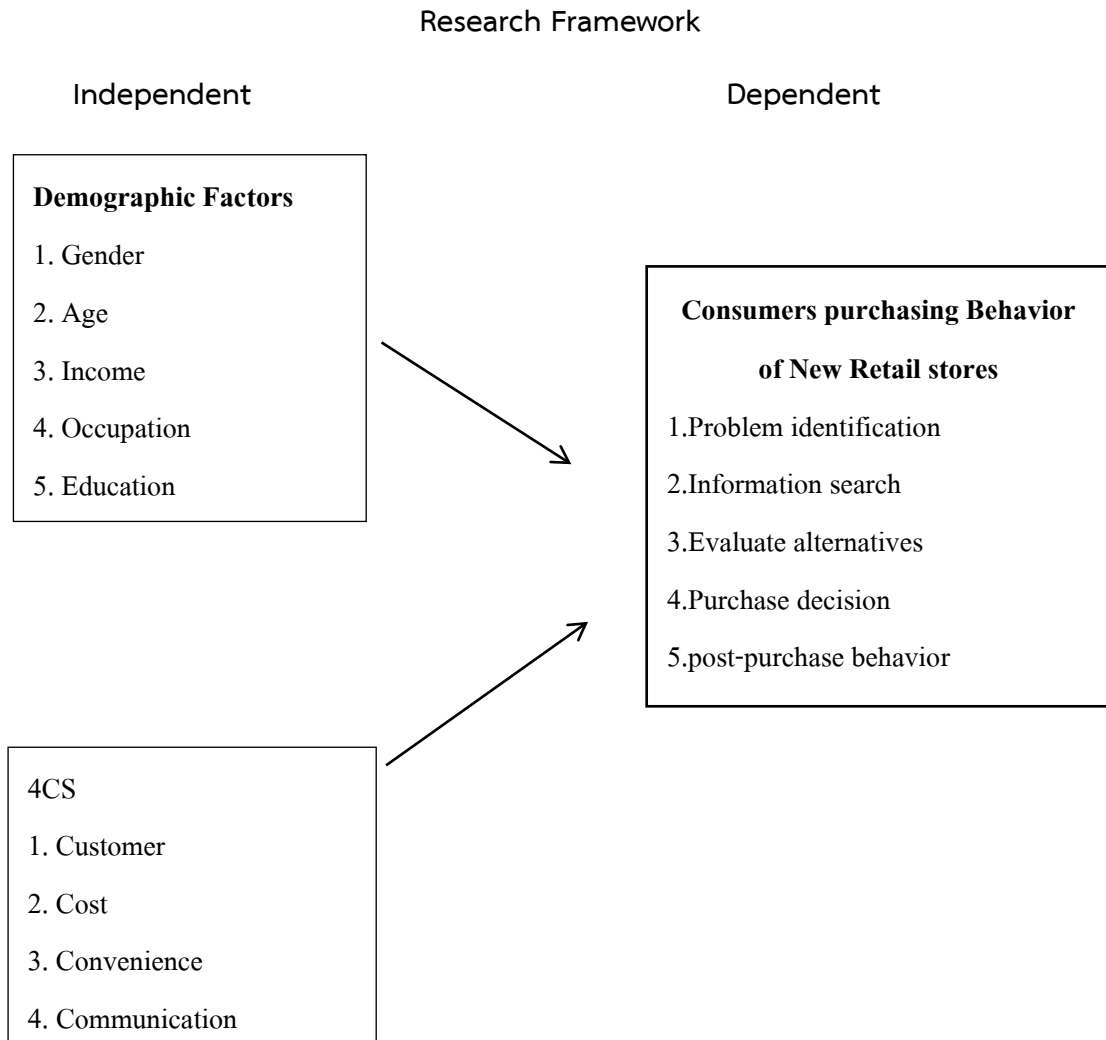 Research Framework
Independent
Dependent
Demographic Factors
1. Gender
2. Age
3. Income
4. Occupation
5. Education
Consumers purchasing Behavior
of New Retail stores
1.Problem identification
2.Information search
3.Evaluate alternatives
4.Purchase decision
5.post-purchase behavior
4CS
1. Customer
2. Cost
3. Convenience
4. Communication